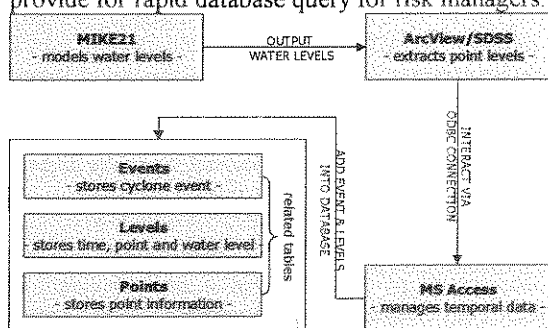 provide for rapid database query for risk managers.
MIKE21
- models water levels -
OUTPUT
WATER LEVELS
ArcView/SDSS
- extracts point levels -
INTERACT VIA
ODBC CONNECTION
ADD EVENT & LEVELS
INTO DATABASE
Events
- stores cyclone event -
Levels
- stores time, point and water level -
Points
- stores point information -
related tables
MS Access
- manages temporal data -